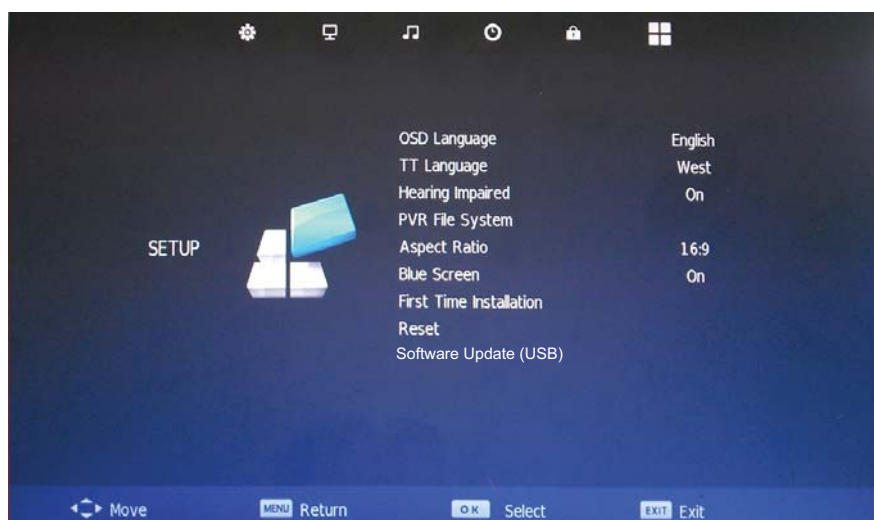 OSD Language English
TT Language West
Hearing Impaired On
PVR File System
SETUP
Aspect Ratio 16:9
Blue Screen On
First Time Installation
Reset
Software Update (USB)
Move MENU Return OK Select EXIT Exit